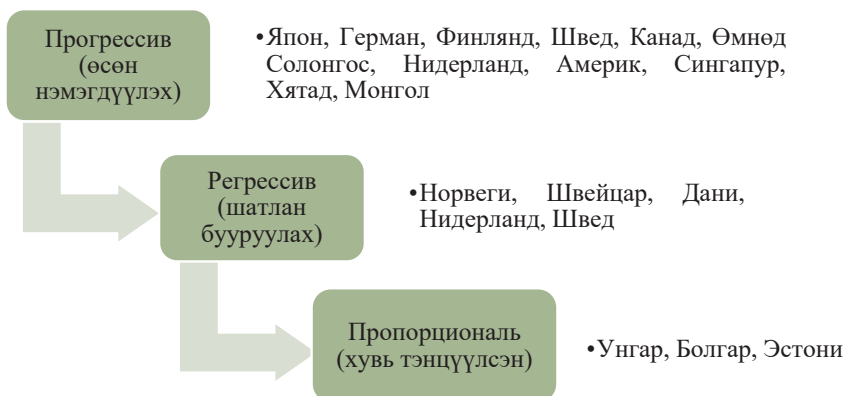 Прогрессив
(өсөн
нэмэгдүүлэх)
•Япон, Герман, Финлянд, Швед, Канад, Өмнөд
Солонгос, Нидерланд, Америк, Сингапур,
Хятад, Монгол
Регрессив
(шатлан
бууруулах)
•Норвеги, Швейцар, Дани,
Нидерланд, Швед
Пропорциональ
(хувь тэнцүүлсэн)
•Унгар, Болгар, Эстони